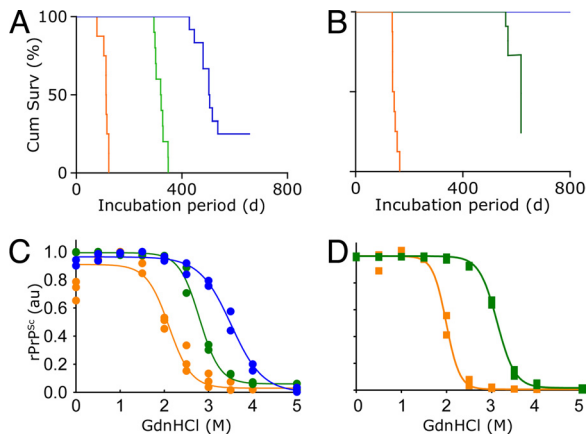 A
B
100
50
0
Cum Surv (%)
0 400 800
0 400 800
Incubation period (d)
Incubation period (d)
C
D
1.0
0.8
0.6
0.4
0.2
0.0
rPrPSc (au)
0 1 2 3 4 5
0 1 2 3 4 5
GdnHCl (M)
GdnHCl (M)